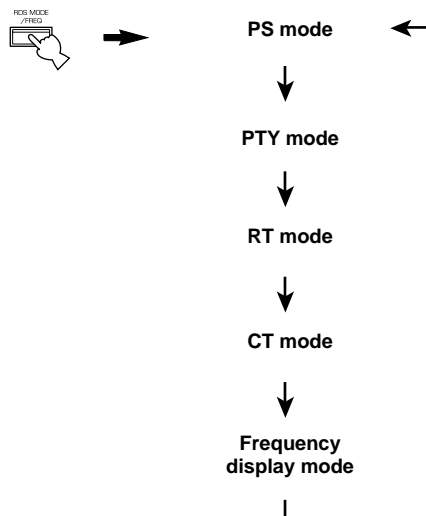 RDS MODE
/FREQ
PS mode
PTY mode
RT mode
CT mode
Frequency
display mode